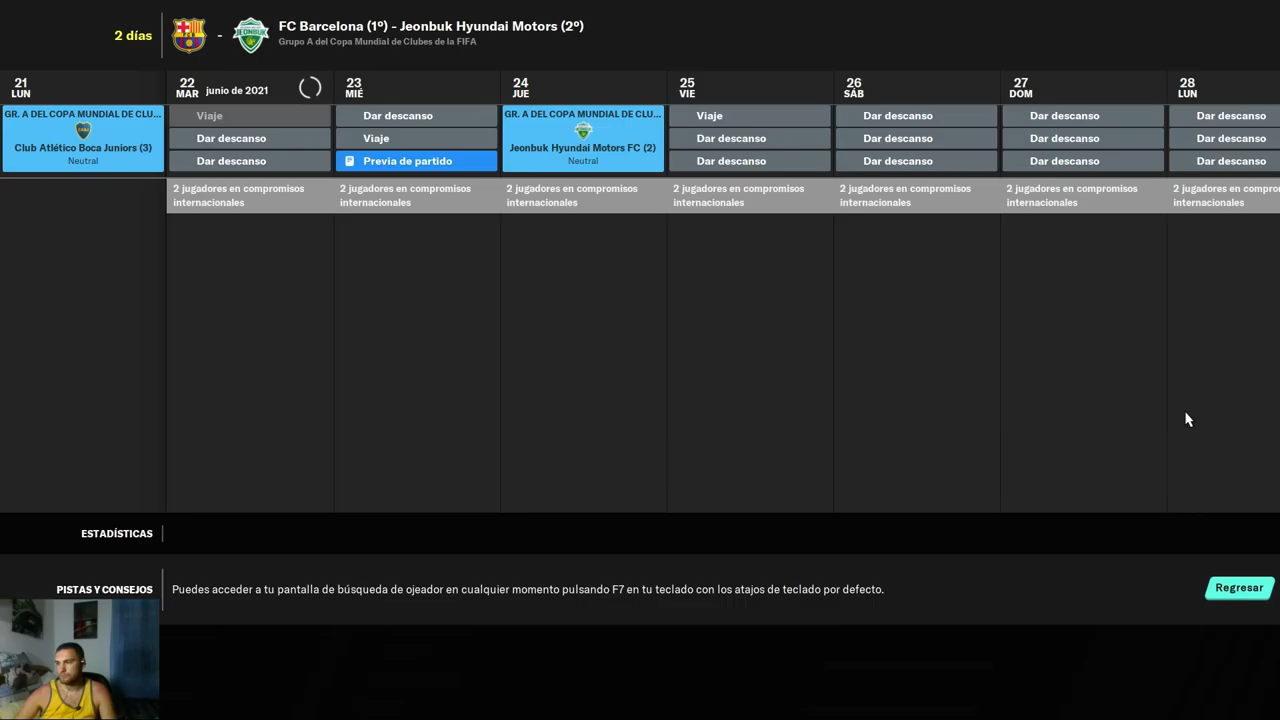 2 días
FC Barcelona (1º) - Jeonbuk Hyundai Motors (2º)
Grupo A del Copa Mundial de Clubes de la FIFA
21
LUN
22
MAR junio de 2021
23
MIÉ
24
JUE
25
VIE
26
SÁB
27
DOM
28
LUN
GR. A DEL COPA MUNDIAL DE CLU...
Club Atlético Boca Juniors (3)
Neutral
Viaje
Dar descanso
Dar descanso
Dar descanso
Viaje
Previa de partido
GR. A DEL COPA MUNDIAL DE CLU...
Jeonbuk Hyundai Motors FC (2)
Neutral
Viaje
Dar descanso
Dar descanso
Dar descanso
Dar descanso
Dar descanso
Dar descanso
Dar descanso
Dar descanso
Dar descanso
Dar descanso
Dar descanso
2 jugadores en compromisos
internacionales
2 jugadores en compromisos
internacionales
2 jugadores en compromisos
internacionales
2 jugadores en compromisos
internacionales
2 jugadores en compromisos
internacionales
2 jugadores en compromisos
internacionales
2 jugadores en compro
internacionales
ESTADÍSTICAS
PISTAS Y CONSEJOS
Puedes acceder a tu pantalla de búsqueda de ojeador en cualquier momento pulsando F7 en tu teclado con los atajos de teclado por defecto.
Regresar